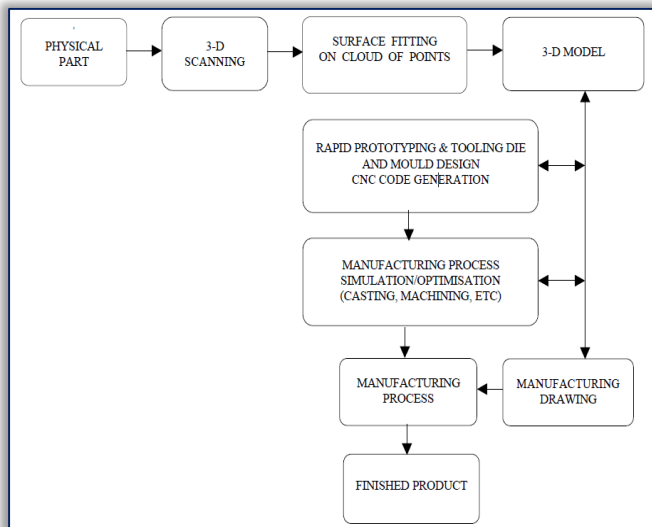 PHYSICAL
PART
3-D
SCANNING
SURFACE FITTING
ON CLOUD OF POINTS
3-D MODEL
RAPID PROTOTYPING & TOOLING DIE
AND MOULD DESIGN
CNC CODE GENERATION
MANUFACTURING PROCESS
SIMULATION/OPTIMISATION
(CASTING, MACHINING, ETC)
MANUFACTURING
PROCESS
MANUFACTURING
DRAWING
FINISHED PRODUCT